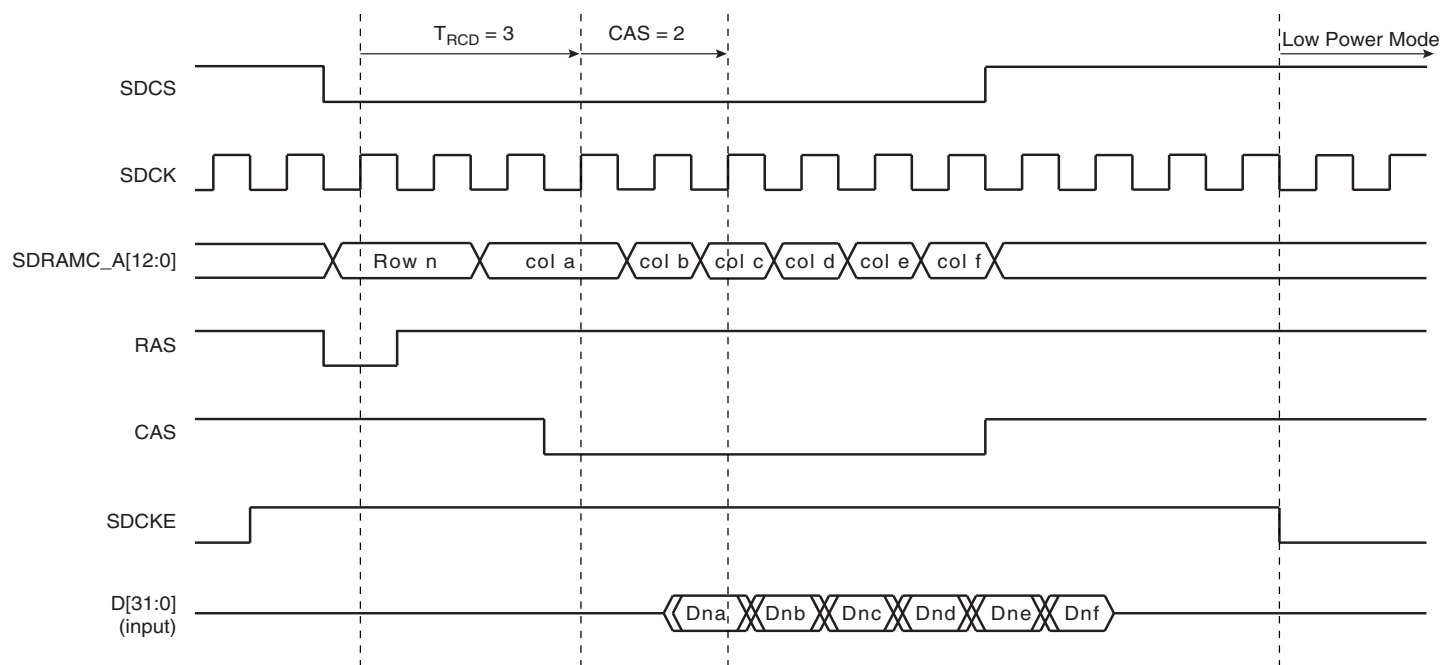 T_RCD = 3 CAS = 2 Low Power Mode
SDCS
SDCK
SDRAMC_A[12:0] Row n col a col b col c col d col e col f
RAS
CAS
SDCKE
D[31:0]
(input)
Dna Dnb Dnc Dnd Dne Dnf